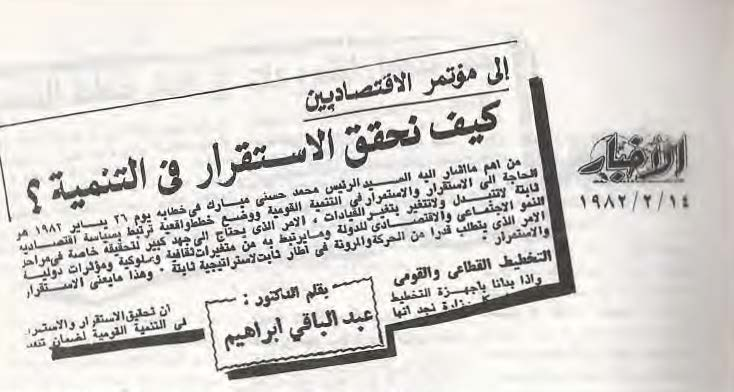 إلى مؤتمر الاقتصاديين
كيف نحقق الاستقرار فى التنمية ؟
الأخبار
١٩٨٢/٢/١٤
من اهم ماأشار اليه السيد الرئيس محمد حسنى مبارك فى خطابه يوم ٢٦ يناير ١٩٨٢ هو
الحاجة الى الاستقرار والاستمرار فى التنمية القومية ووضع خطط واقعية ترتبط بسياسة اقتصادية
ثابتة لاتتبدل ولاتتغير بتغير القيادات . الامر الذى يحتاج الى جهد كبير لتحقيقه خاصة فى مراحل
النمو الاجتماعى والاقتصادى للدولة ومايرتبط به من متغيرات ثقافية وسلوكية ومؤثرات دولية
الامر الذى يتطلب قدرا من الحركة والمرونة فى اطار ثابت لاستراتيجية ثابتة . وهذا مايعنى الاستقرار
والاستمرار .
التخطيط القطاعى والقومى
واذا بدانا باجهزة التخطيط
وزارة نجد انها
بقلم الدكتور :
عبد الباقي ابراهيم
ان تحقيق الاستقرار والاستمرار
فى التنمية القومية لضمان